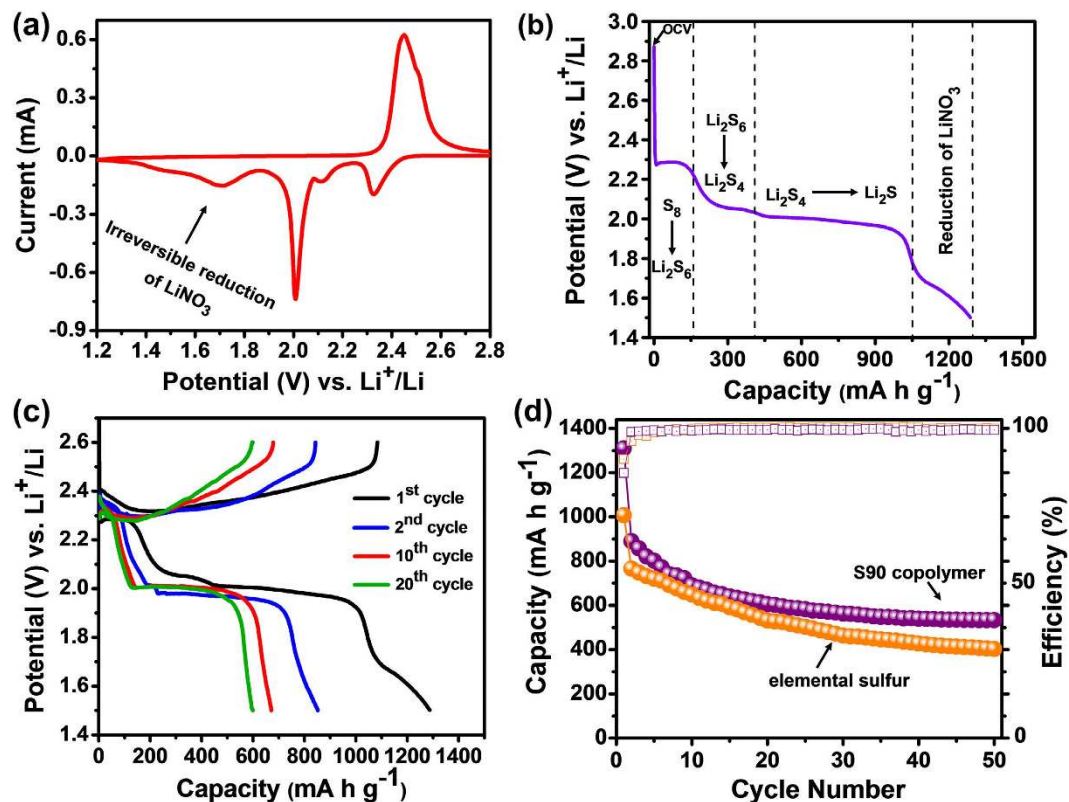 (a)
0.6
0.3
0.0
-0.3
-0.6
-0.9
Current (mA)
Irreversible reduction
of LiNO₃
1.2 1.4 1.6 1.8 2.0 2.2 2.4 2.6 2.8
Potential (V) vs. Li⁺/Li
(b)
3.0
2.8
2.6
2.4
2.2
2.0
1.8
1.6
1.4
Potential (V) vs. Li⁺/Li
OCV
S₈
Li₂S₆
Li₂S₆
Li₂S₄
Li₂S₄ Li₂S
Reduction of LiNO₃
0 300 600 900 1200 1500
Capacity (mA h g⁻¹)
(c)
2.6
2.4
2.2
2.0
1.8
1.6
1.4
Potential (V) vs. Li⁺/Li
1ˢᵗ cycle
2ⁿᵈ cycle
10ᵗʰ cycle
20ᵗʰ cycle
0 200 400 600 800 1000 1200 1400
Capacity (mA h g⁻¹)
(d)
1400
1200
1000
800
600
400
200
0
Capacity (mA h g⁻¹)
S90 copolymer
elemental sulfur
100
50
0
Efficiency (%)
0 10 20 30 40 50
Cycle Number